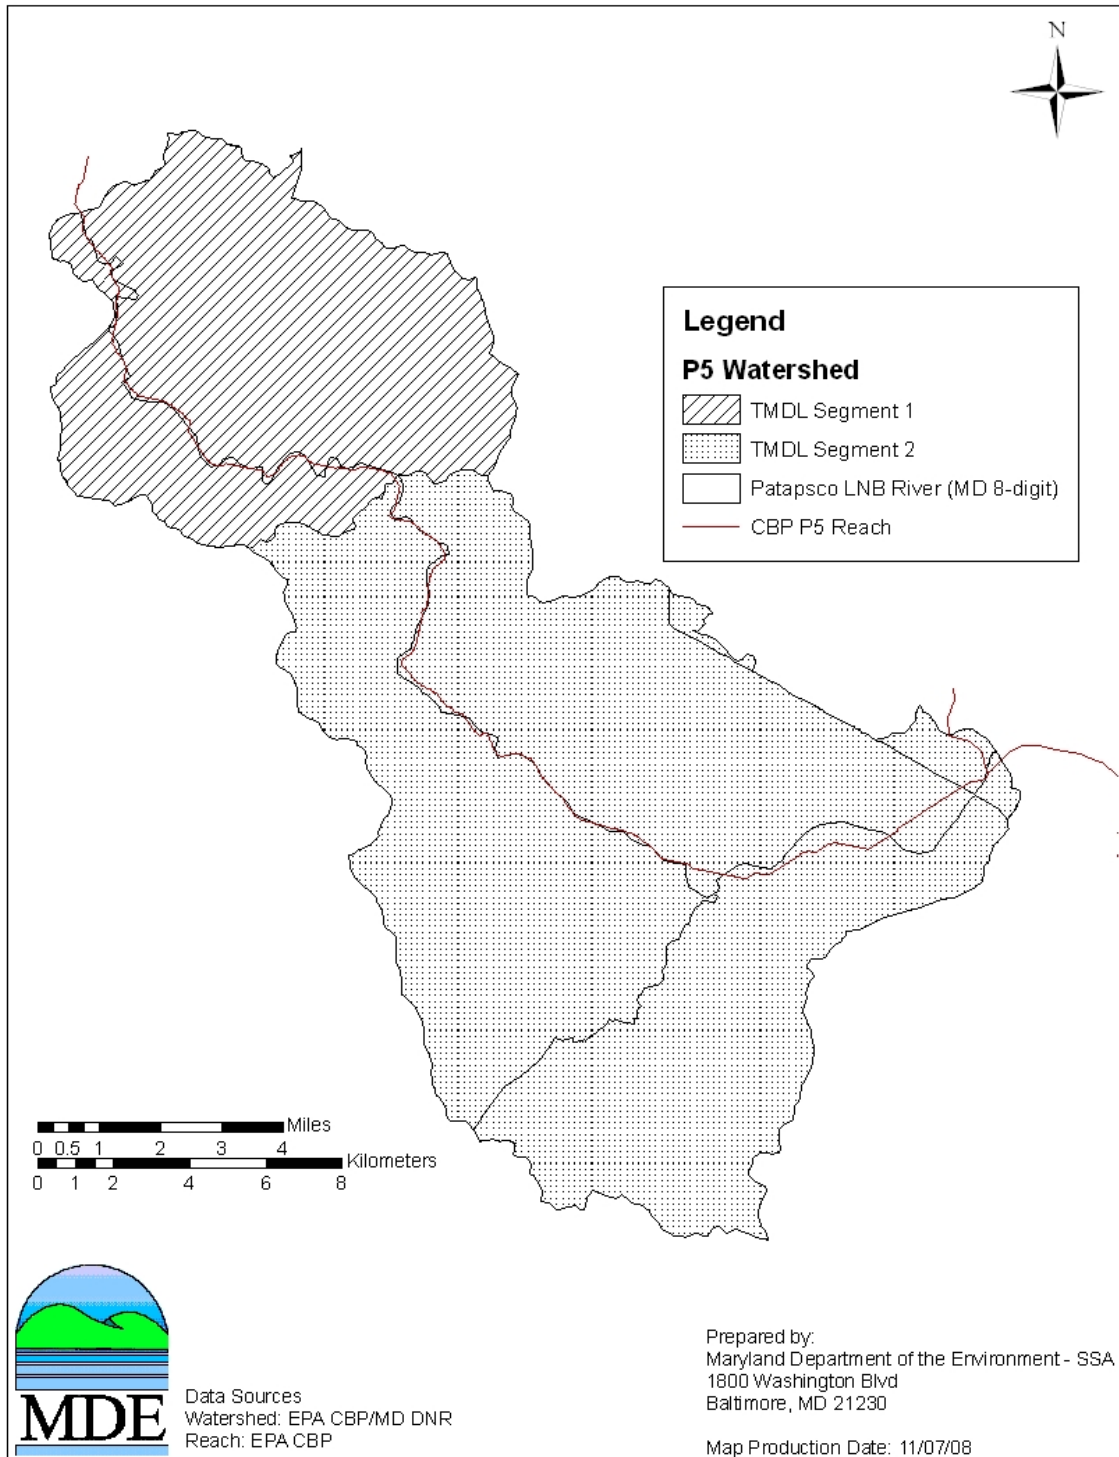 N
Legend
P5 Watershed
TMDL Segment 1
TMDL Segment 2
Patapsco LNB River (MD 8-digit)
CBP P5 Reach
Miles
0 0.5 1 2 3 4
Kilometers
0 1 2 4 6 8
MDE
Data Sources
Watershed: EPA CBP/MD DNR
Reach: EPA CBP
Prepared by:
Maryland Department of the Environment - SSA
1800 Washington Blvd
Baltimore, MD 21230
Map Production Date: 11/07/08